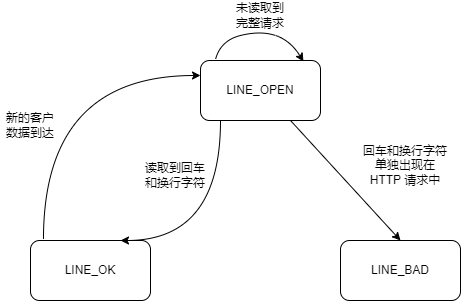 未读取到
完整请求
LINE_OPEN
新的客户
数据到达
读取到回车
和换行字符
回车和换行字符
单独出现在
HTTP 请求中
LINE_OK
LINE_BAD